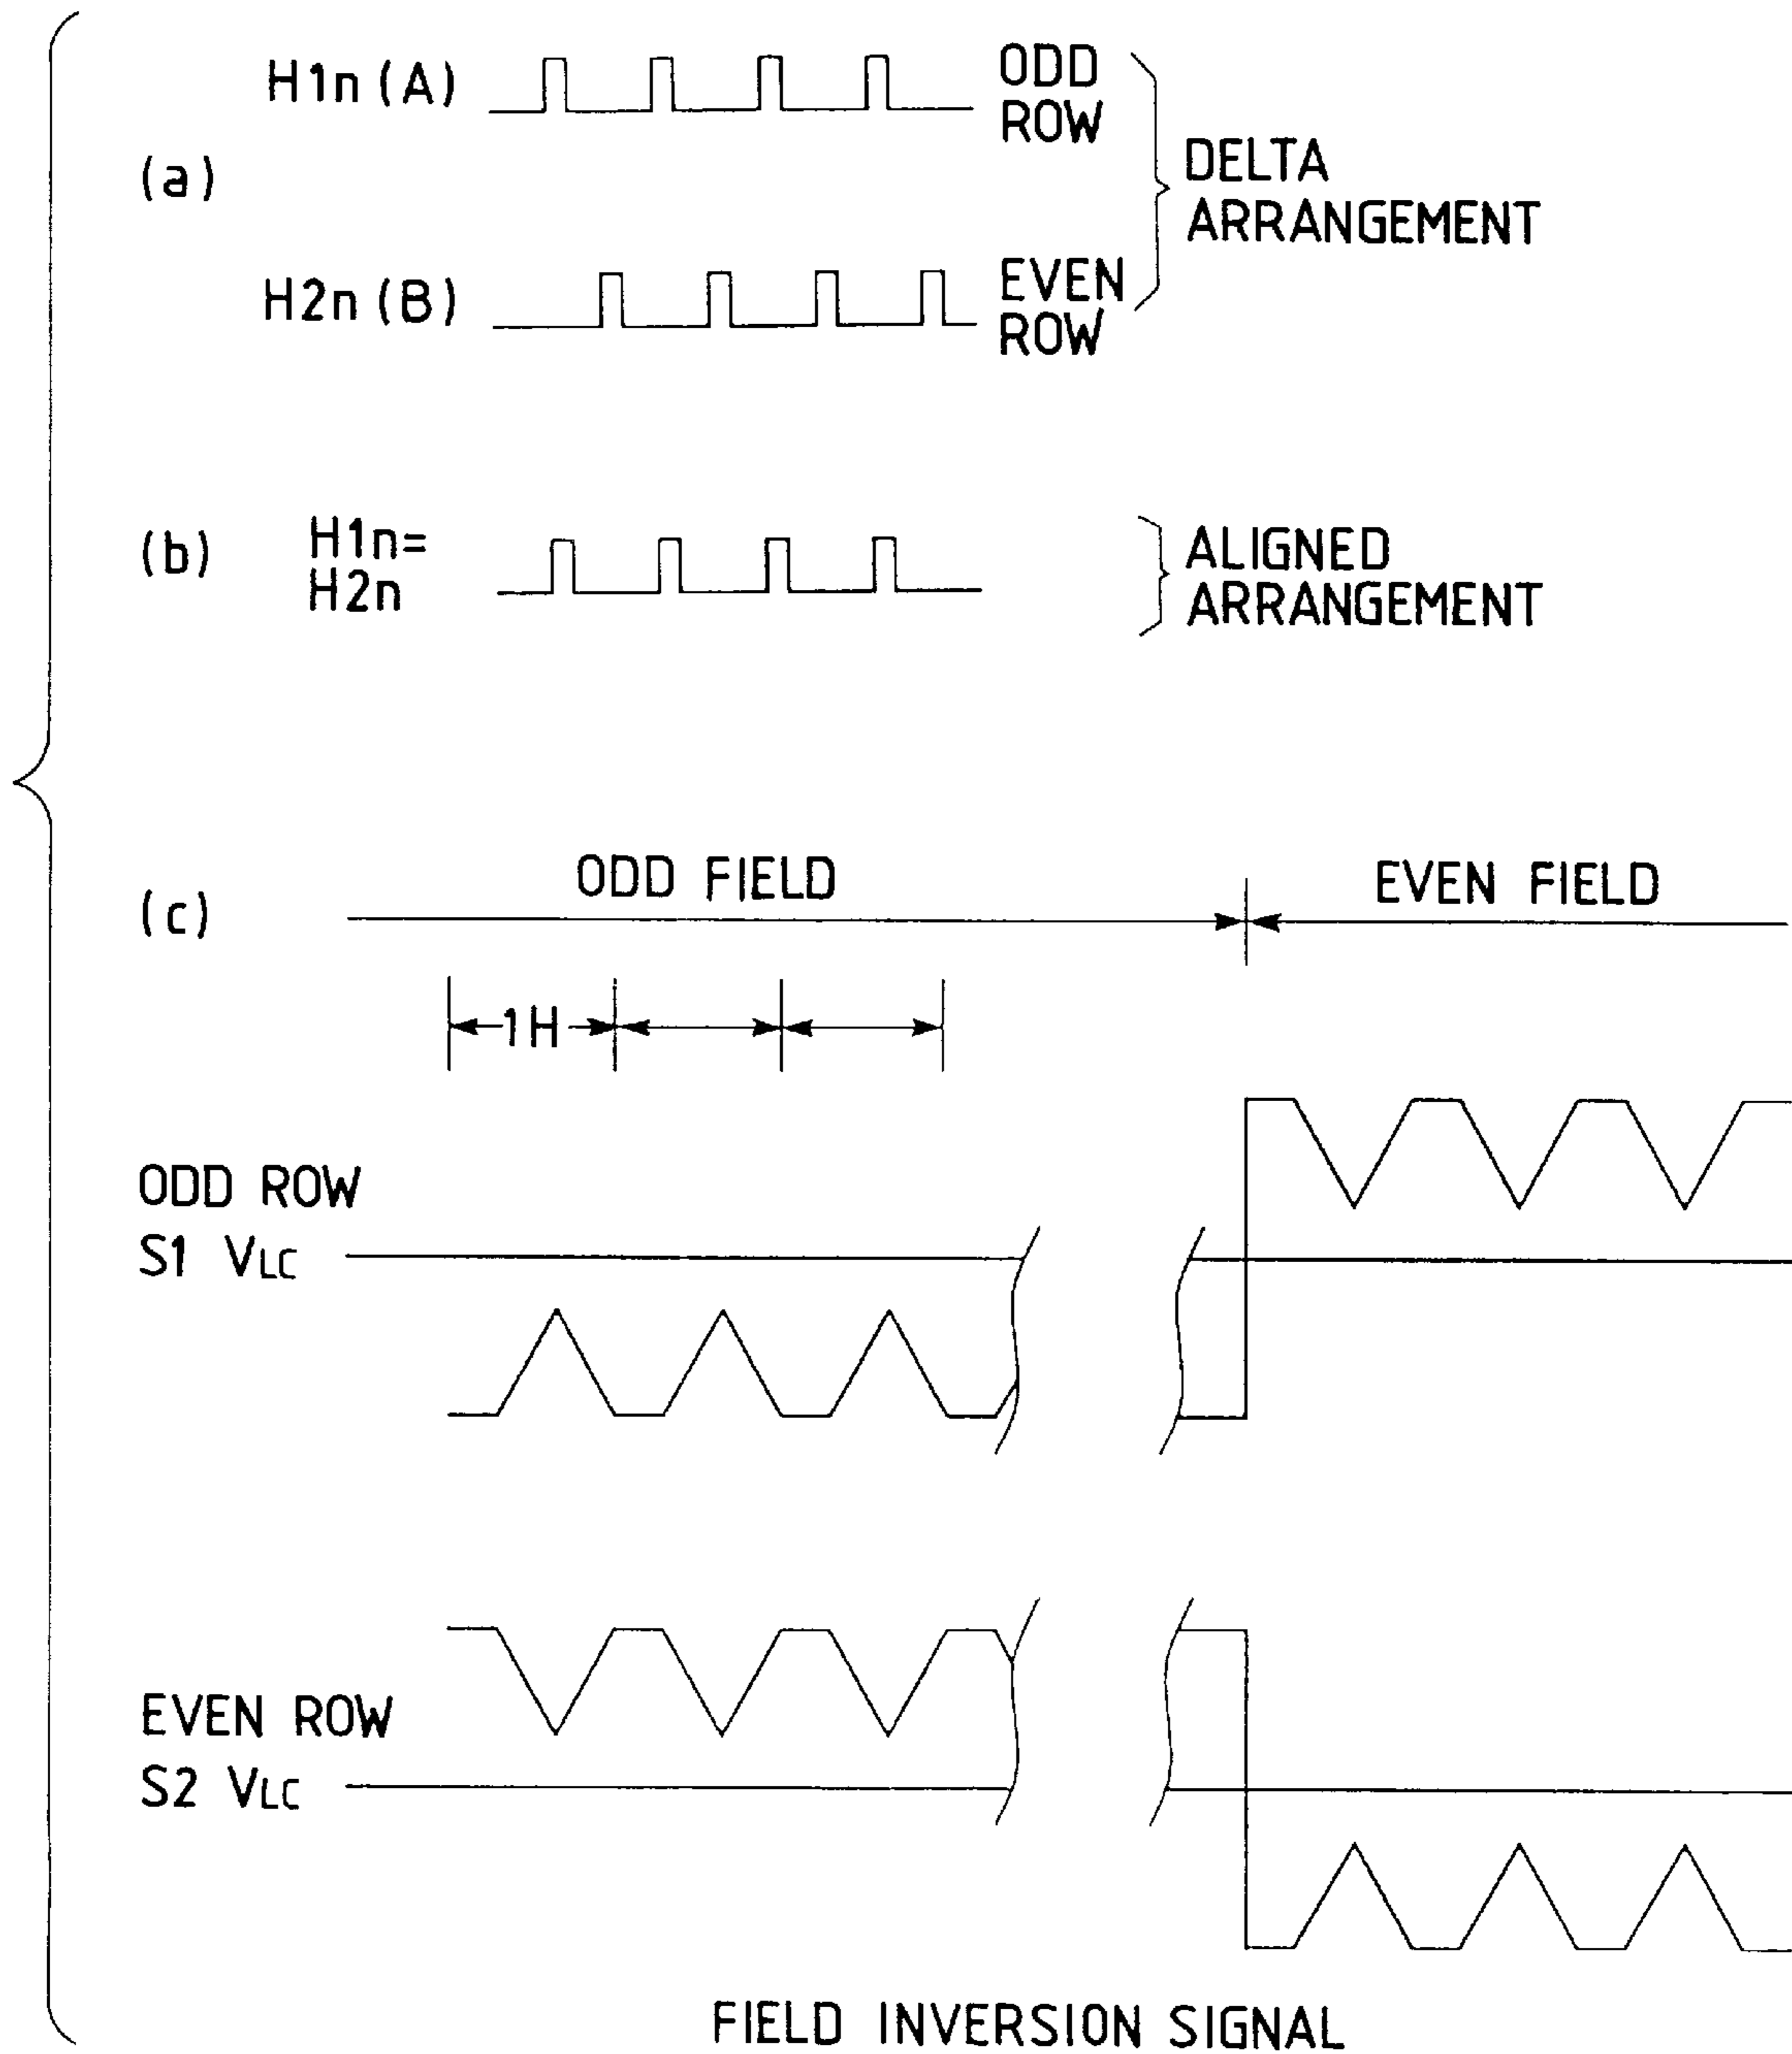 (a)
H1n (A)
ODD
ROW
H2n (B)
EVEN
ROW
DELTA
ARRANGEMENT
(b)
H1n=
H2n
ALIGNED
ARRANGEMENT
(c)
ODD FIELD
EVEN FIELD
1H
ODD ROW
S1 VLC
EVEN ROW
S2 VLC
FIELD INVERSION SIGNAL